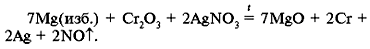 7Mg(изб.) + Cr₂O₃ + 2AgNO₃ =ᵗ 7MgO + 2Cr +
2Ag + 2NO↑.